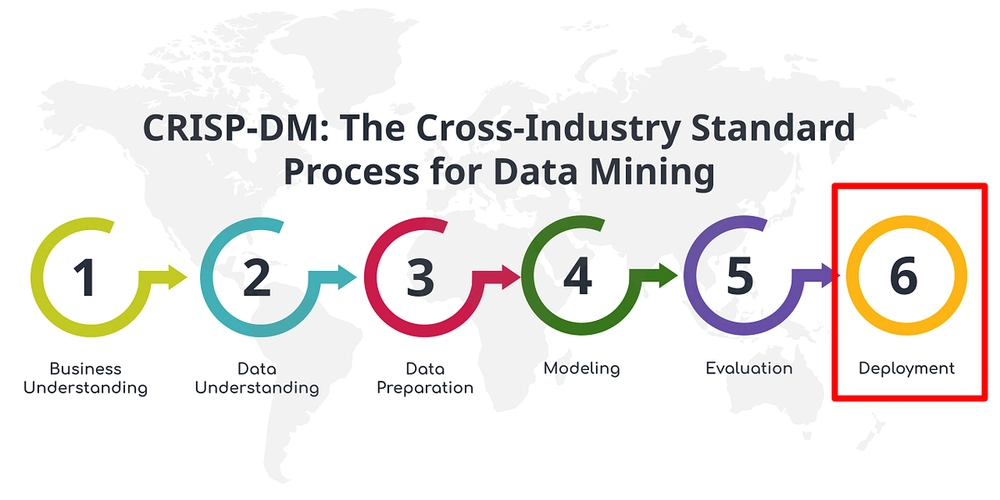 CRISP-DM: The Cross-Industry Standard
Process for Data Mining
1
2
3
4
5
6
Business
Understanding
Data
Understanding
Data
Preparation
Modeling
Evaluation
Deployment